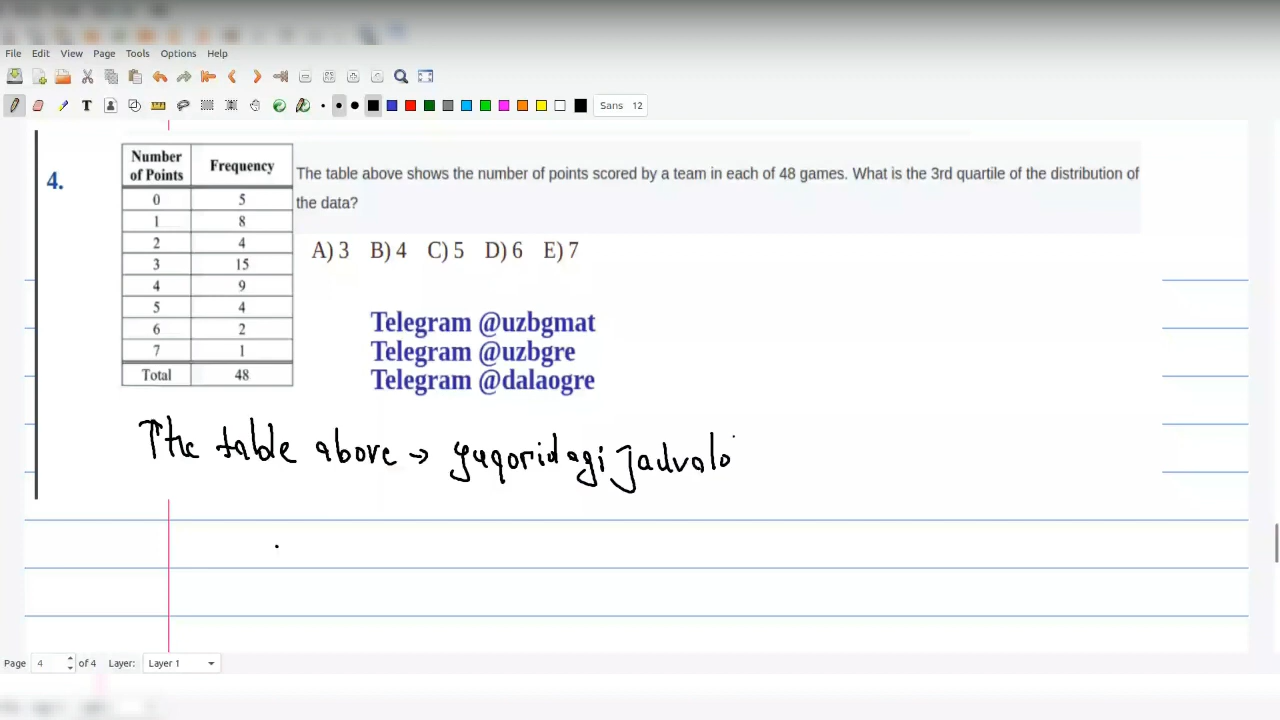 File Edit View Page Tools Options Help
Sans 12
4.
Number of Points Frequency
0 5
1 8
2 4
3 15
4 9
5 4
6 2
7 1
Total 48
The table above shows the number of points scored by a team in each of 48 games. What is the 3rd quartile of the distribution of
the data?
A) 3 B) 4 C) 5 D) 6 E) 7
Telegram @uzbgmat
Telegram @uzbgre
Telegram @dalaogre
The table above → yuqoridagi jadvalo
Page 4 of 4 Layer: Layer 1